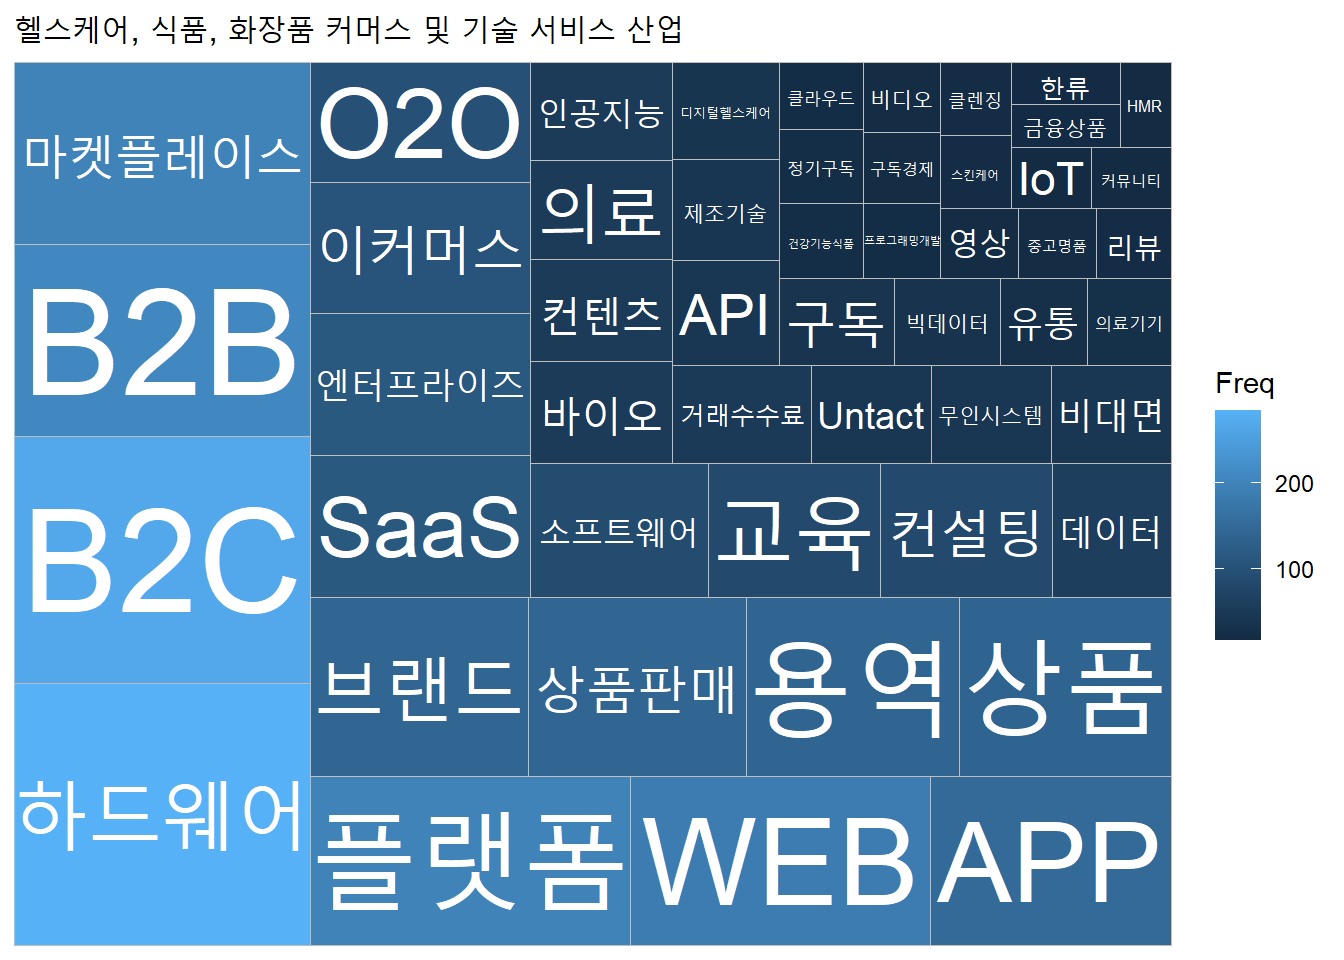 헬스케어, 식품, 화장품 커머스 및 기술 서비스 산업
마켓플레이스
B2B
B2C
하드웨어
O2O
이커머스
엔터프라이즈
SaaS
인공지능
의료
컨텐츠
바이오
디지털헬스케어
제조기술
API
클라우드
정기구독
건강기능식품
비디오
구독경제
프로그래밍개발
클렌징
스킨케어
한류
금융상품
HMR
IoT
커뮤니티
영상
중고명품
리뷰
구독
빅데이터
유통
의료기기
거래수수료
Untact
무인시스템
비대면
소프트웨어
교육
컨설팅
데이터
브랜드
상품판매
용역
상품
플랫폼
WEB
APP
Freq
200
100